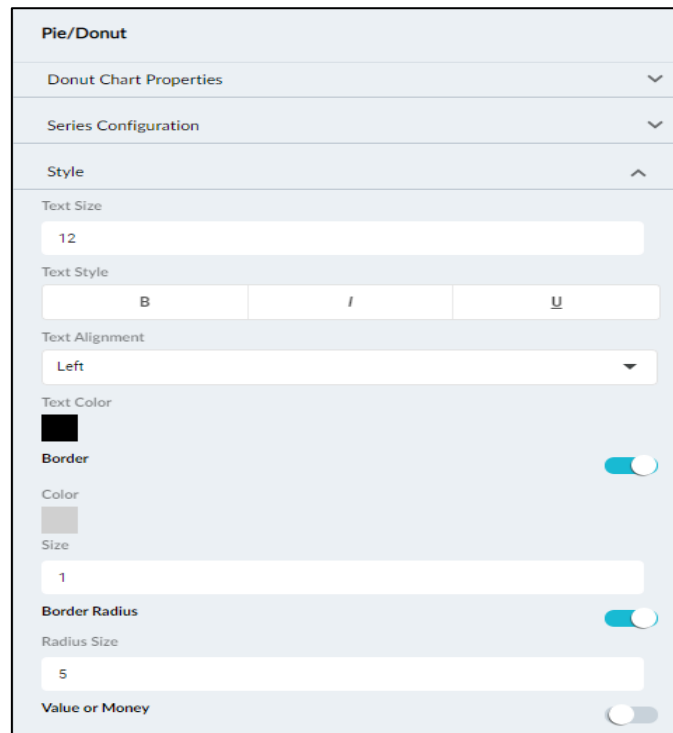 Pie/Donut
Donut Chart Properties
Series Configuration
Style
Text Size
12
Text Style
B I U
Text Alignment
Left
Text Color
Border
Color
Size
1
Border Radius
Radius Size
5
Value or Money